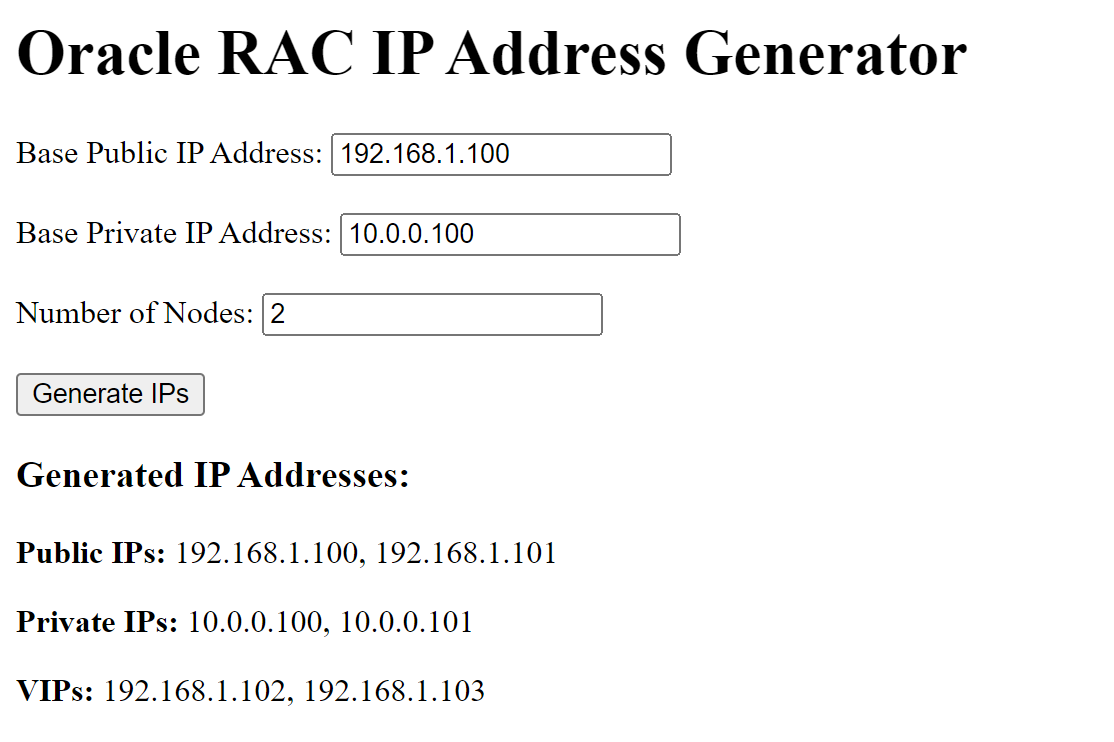 Oracle RAC IP Address Generator
Base Public IP Address: 192.168.1.100
Base Private IP Address: 10.0.0.100
Number of Nodes: 2
Generate IPs
Generated IP Addresses:
Public IPs: 192.168.1.100, 192.168.1.101
Private IPs: 10.0.0.100, 10.0.0.101
VIPs: 192.168.1.102, 192.168.1.103